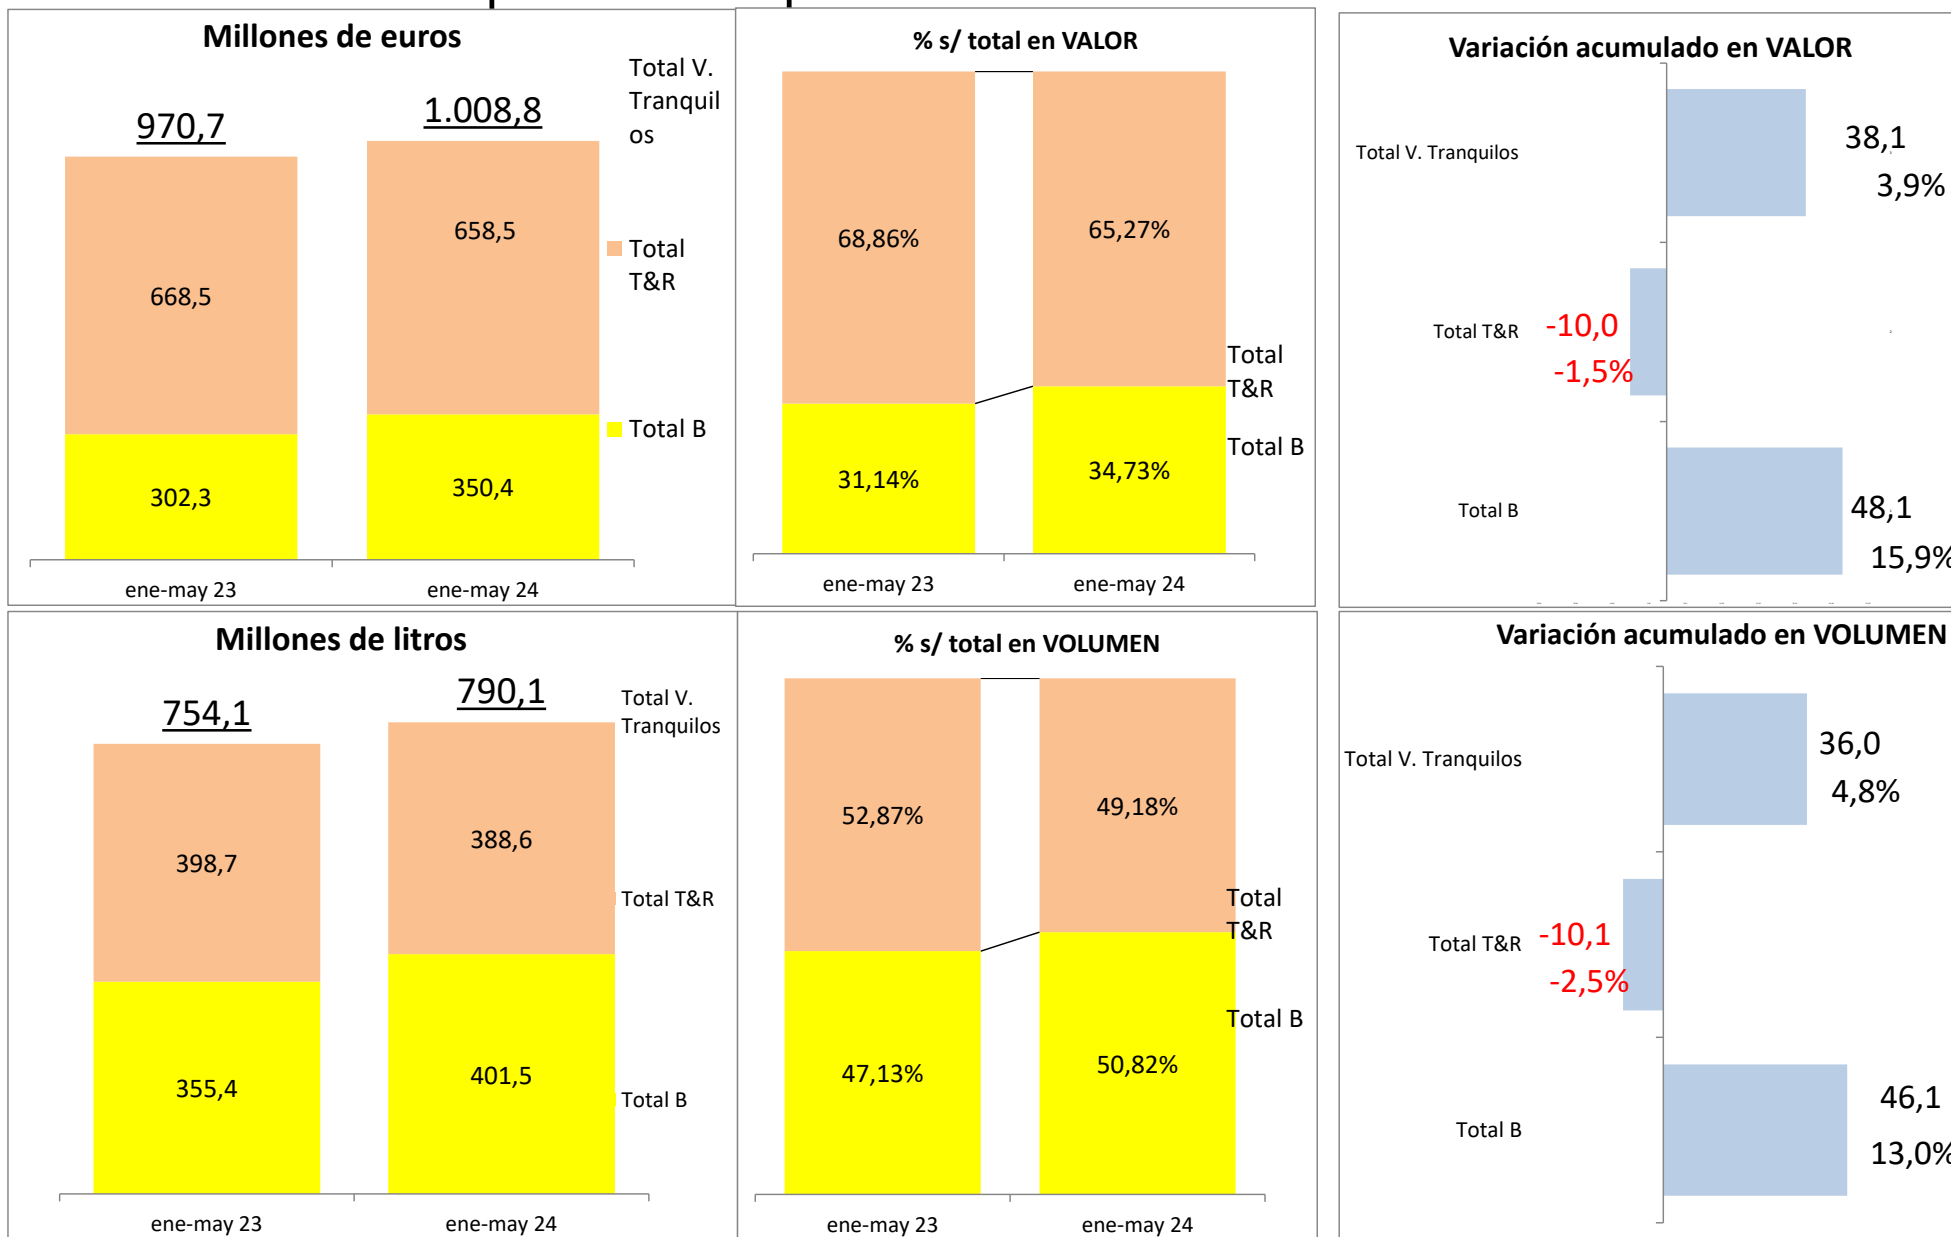 Millones de euros
Total V.
Tranquil
os
970,7
1.008,8
668,5
658,5
Total
T&R
Total B
302,3
350,4
ene-may 23
ene-may 24
% s/ total en VALOR
68,86%
65,27%
Total
T&R
Total B
31,14%
34,73%
ene-may 23
ene-may 24
Variación acumulado en VALOR
Total V. Tranquilos
38,1
3,9%
Total T&R
-10,0
-1,5%
Total B
48,1
15,9%
Millones de litros
754,1
790,1
Total V.
Tranquilos
398,7
388,6
Total T&R
355,4
401,5
Total B
ene-may 23
ene-may 24
% s/ total en VOLUMEN
52,87%
49,18%
Total
T&R
Total B
47,13%
50,82%
ene-may 23
ene-may 24
Variación acumulado en VOLUMEN
Total V. Tranquilos
36,0
4,8%
Total T&R
-10,1
-2,5%
Total B
46,1
13,0%